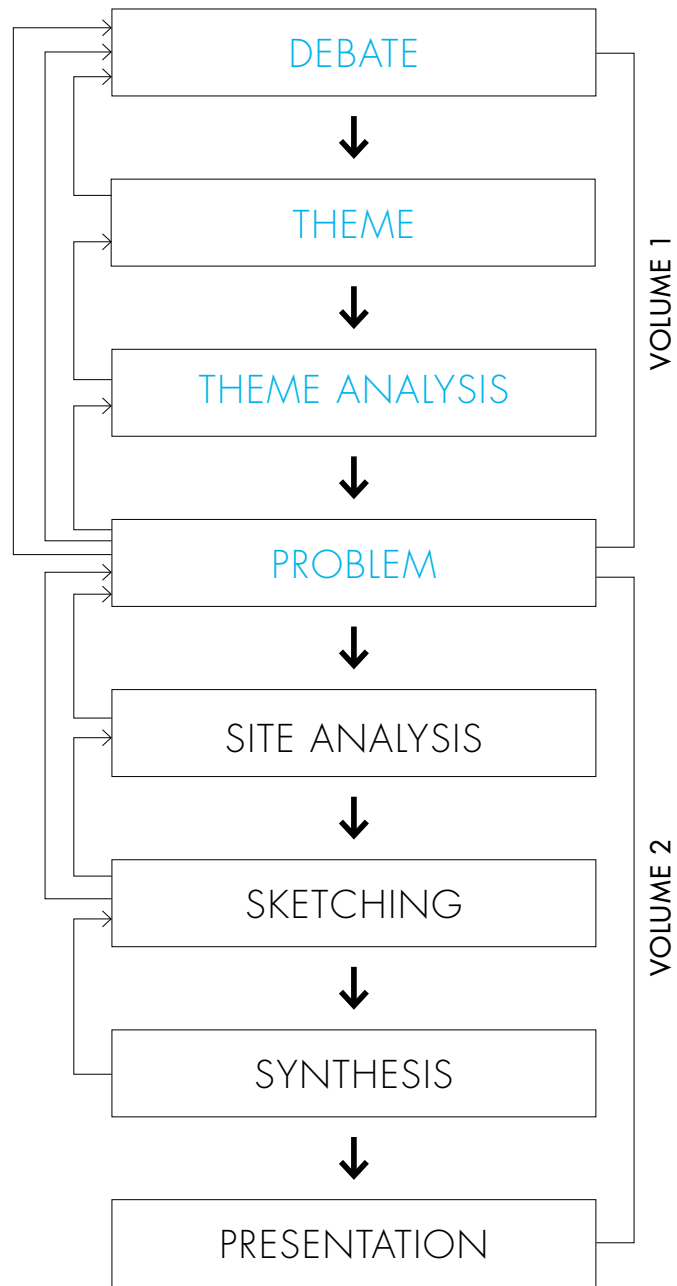 DEBATE
THEME
VOLUME 1
THEME ANALYSIS
PROBLEM
SITE ANALYSIS
SKETCHING
VOLUME 2
SYNTHESIS
PRESENTATION